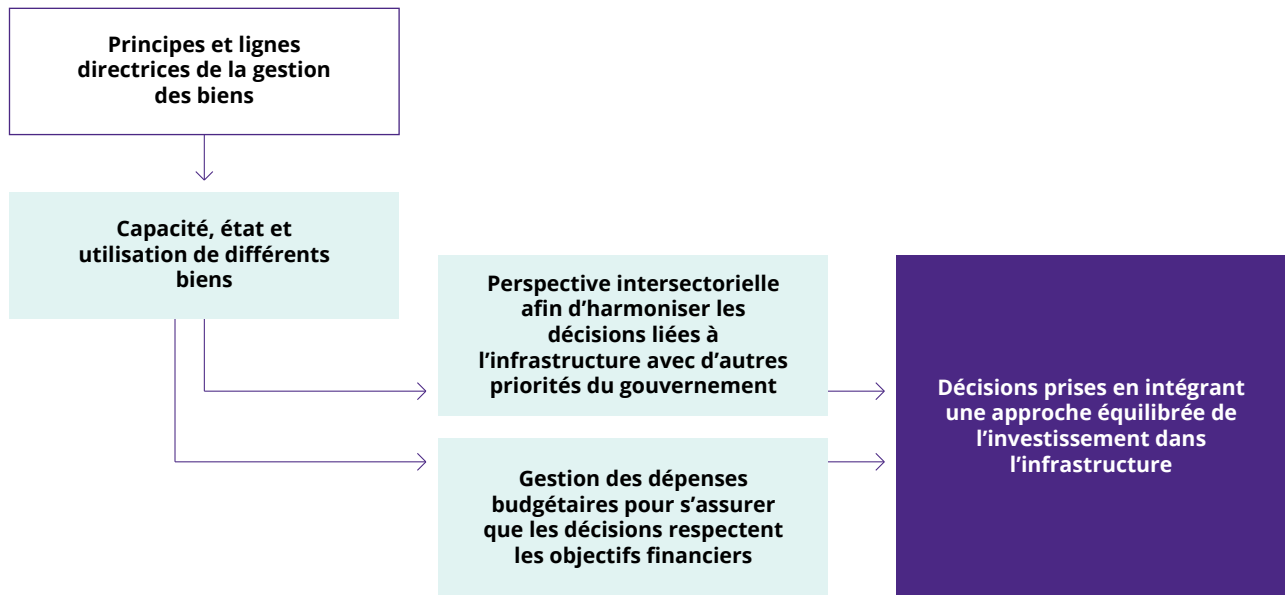 Principes et lignes
directrices de la gestion
des biens
Capacité, état et
utilisation de différents
biens
Perspective intersectorielle
afin d’harmoniser les
décisions liées à
l’infrastructure avec d’autres
priorités du gouvernement
Gestion des dépenses
budgétaires pour s’assurer
que les décisions respectent
les objectifs financiers
Décisions prises en intégrant
une approche équilibrée de
l’investissement dans
l’infrastructure